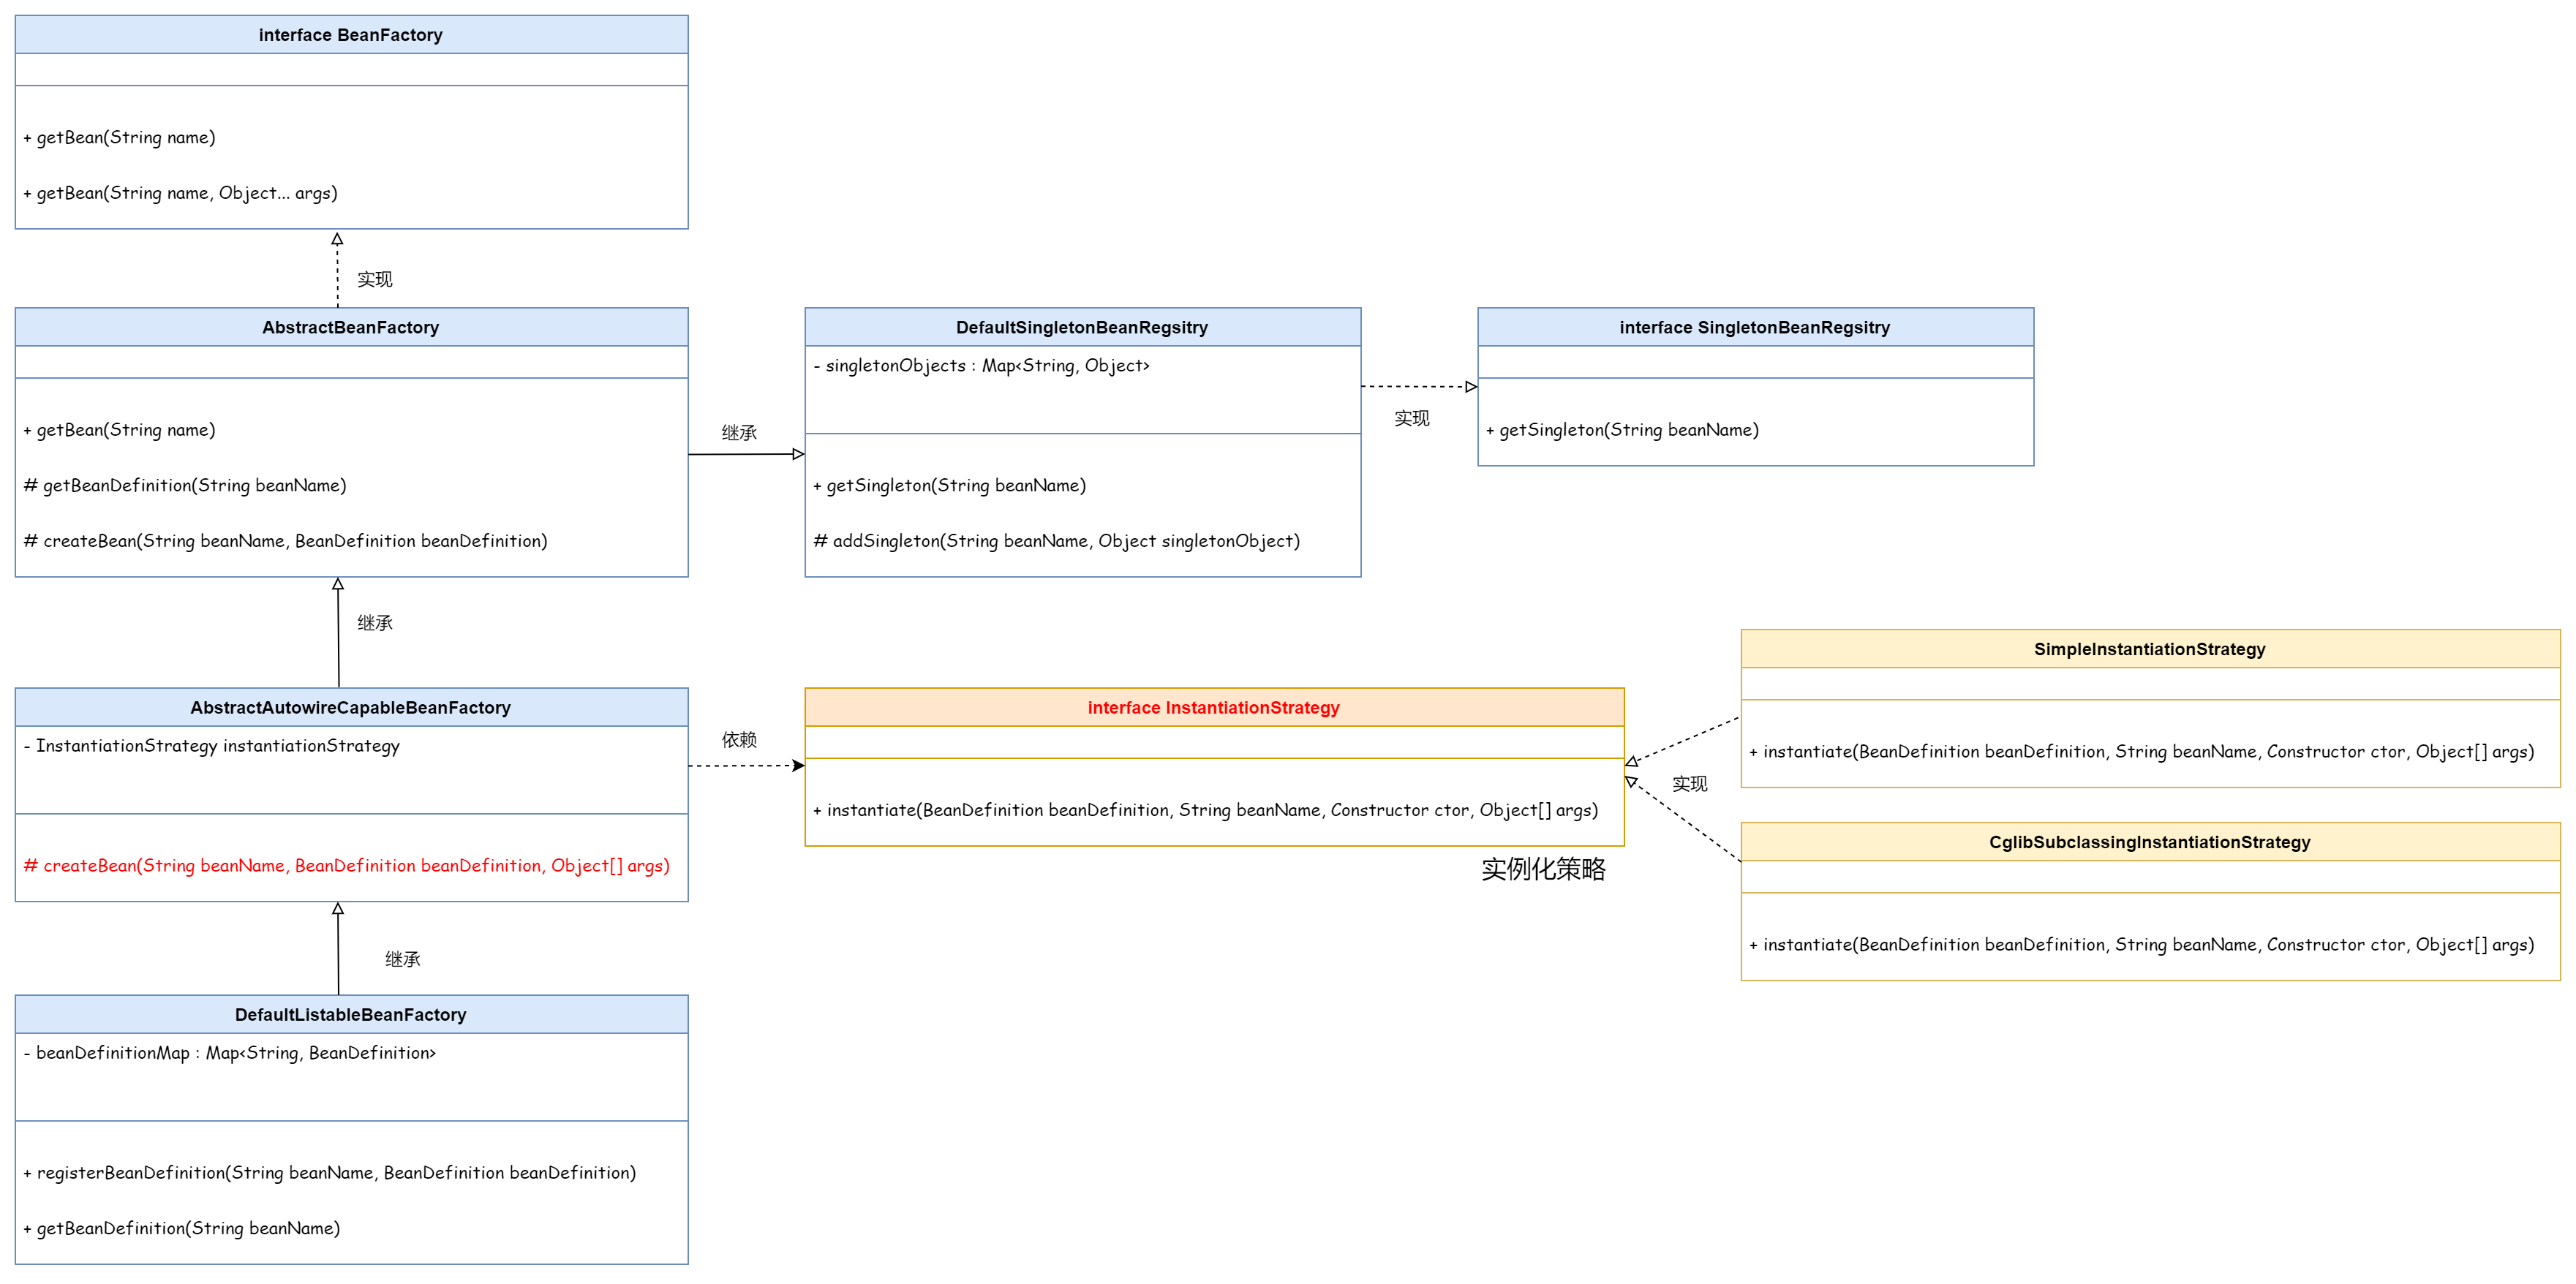 interface BeanFactory
+ getBean(String name)
+ getBean(String name, Object... args)
实现
AbstractBeanFactory
+ getBean(String name)
# getBeanDefinition(String beanName)
# createBean(String beanName, BeanDefinition beanDefinition)
继承
DefaultSingletonBeanRegsitry
- singletonObjects : Map<String, Object>
+ getSingleton(String beanName)
# addSingleton(String beanName, Object singletonObject)
实现
interface SingletonBeanRegsitry
+ getSingleton(String beanName)
继承
AbstractAutowireCapableBeanFactory
- InstantiationStrategy instantiationStrategy
# createBean(String beanName, BeanDefinition beanDefinition, Object[] args)
依赖
interface InstantiationStrategy
+ instantiate(BeanDefinition beanDefinition, String beanName, Constructor ctor, Object[] args)
实例化策略
实现
SimpleInstantiationStrategy
+ instantiate(BeanDefinition beanDefinition, String beanName, Constructor ctor, Object[] args)
CglibSubclassingInstantiationStrategy
+ instantiate(BeanDefinition beanDefinition, String beanName, Constructor ctor, Object[] args)
继承
DefaultListableBeanFactory
- beanDefinitionMap : Map<String, BeanDefinition>
+ registerBeanDefinition(String beanName, BeanDefinition beanDefinition)
+ getBeanDefinition(String beanName)